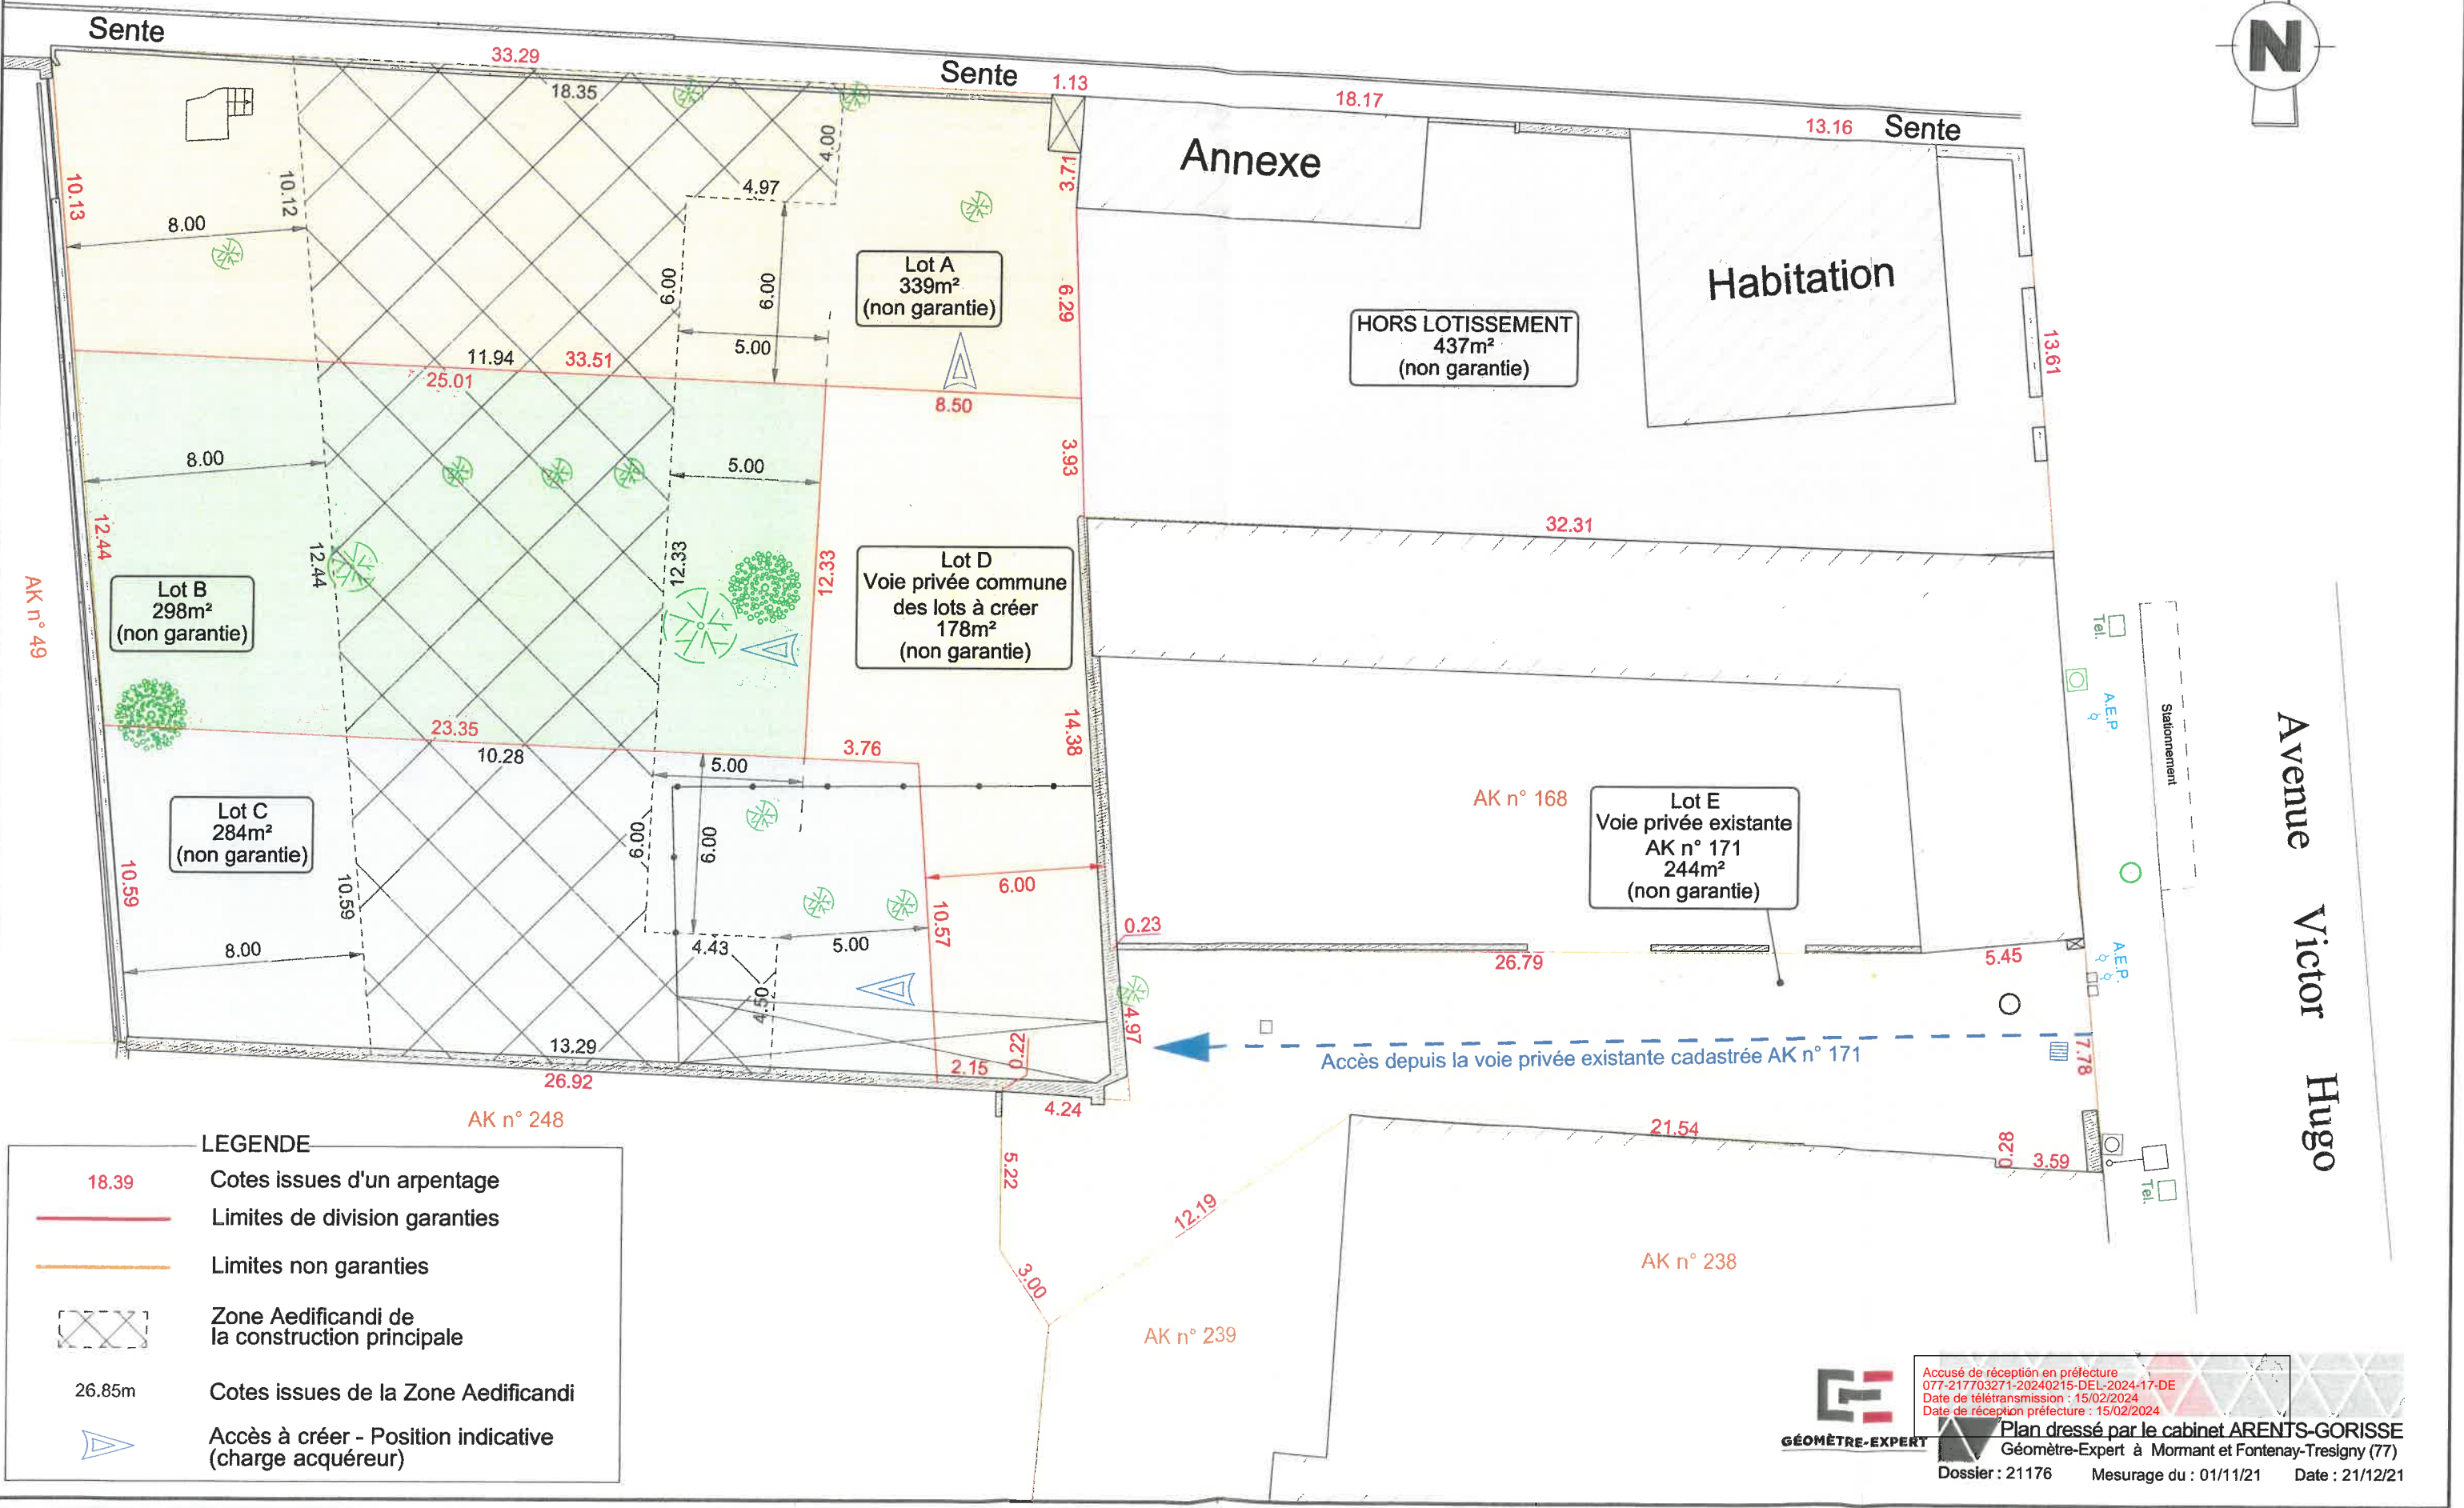 Sente
33.29
Sente
1.13
18.17
13.16
Sente
N
18.35
4.00
4.97
3.71
Annexe
Habitation
10.13
10.12
8.00
6.00
6.00
5.00
Lot A
339m²
(non garantie)
6.29
HORS LOTISSEMENT
437m²
(non garantie)
13.61
11.94
33.51
25.01
8.50
8.00
5.00
3.93
32.31
12.44
12.44
12.33
12.33
AK n° 49
Lot B
298m²
(non garantie)
Lot D
Voie privée commune
des lots à créer
178m²
(non garantie)
Tel.
A.E.P.
Stationnement
Avenue Victor Hugo
23.35
10.28
3.76
14.38
5.00
Lot C
284m²
(non garantie)
6.00
6.00
10.59
10.59
6.00
10.57
AK n° 168
Lot E
Voie privée existante
AK n° 171
244m²
(non garantie)
0.23
26.79
5.45
A.E.P.
8.00
4.43
5.00
4.50
4.97
7.78
Accès depuis la voie privée existante cadastrée AK n° 171
13.29
26.92
2.15
0.22
4.24
AK n° 248
21.54
0.28
3.59
Tel.
5.22
12.19
3.00
AK n° 238
AK n° 239
LEGENDE
18.39 Cotes issues d'un arpentage
Limites de division garanties
Limites non garanties
Zone Aedificandi de
la construction principale
26.85m Cotes issues de la Zone Aedificandi
Accès à créer - Position indicative
(charge acquéreur)
GÉOMÈTRE-EXPERT
Accusé de réception en préfecture
077-217703271-20240215-DEL-2024-17-DE
Date de télétransmission : 15/02/2024
Date de réception préfecture : 15/02/2024
Plan dressé par le cabinet ARENTS-GORISSE
Géomètre-Expert à Mormant et Fontenay-Tresigny (77)
Dossier : 21176 Mesurage du : 01/11/21 Date : 21/12/21